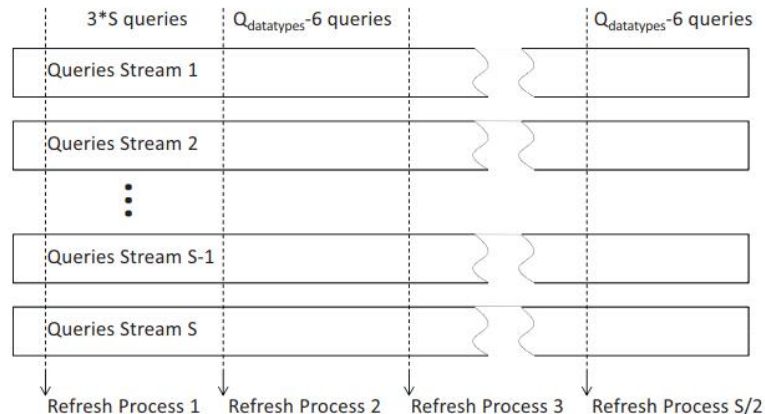 3*S queries Qdatatypes-6 queries Qdatatypes-6 queries
Queries Stream 1
Queries Stream 2
Queries Stream S-1
Queries Stream S
Refresh Process 1 Refresh Process 2 Refresh Process 3 Refresh Process S/2